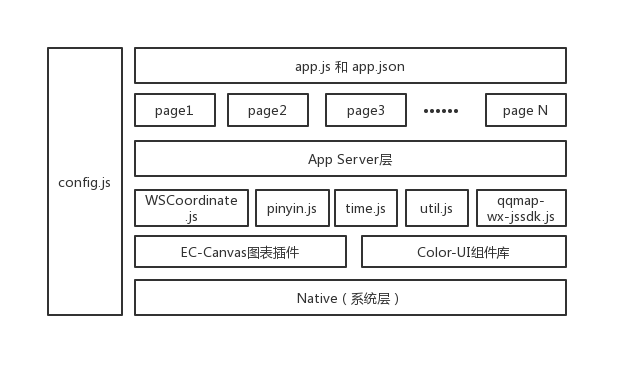 app.js 和 app.json
page1
page2
page3
••••••
page N
config.js
App Server层
WSCoordinate
.js
pinyin.js
time.js
util.js
qqmap-
wx-jssdk.js
EC-Canvas图表插件
Color-UI组件库
Native（系统层）